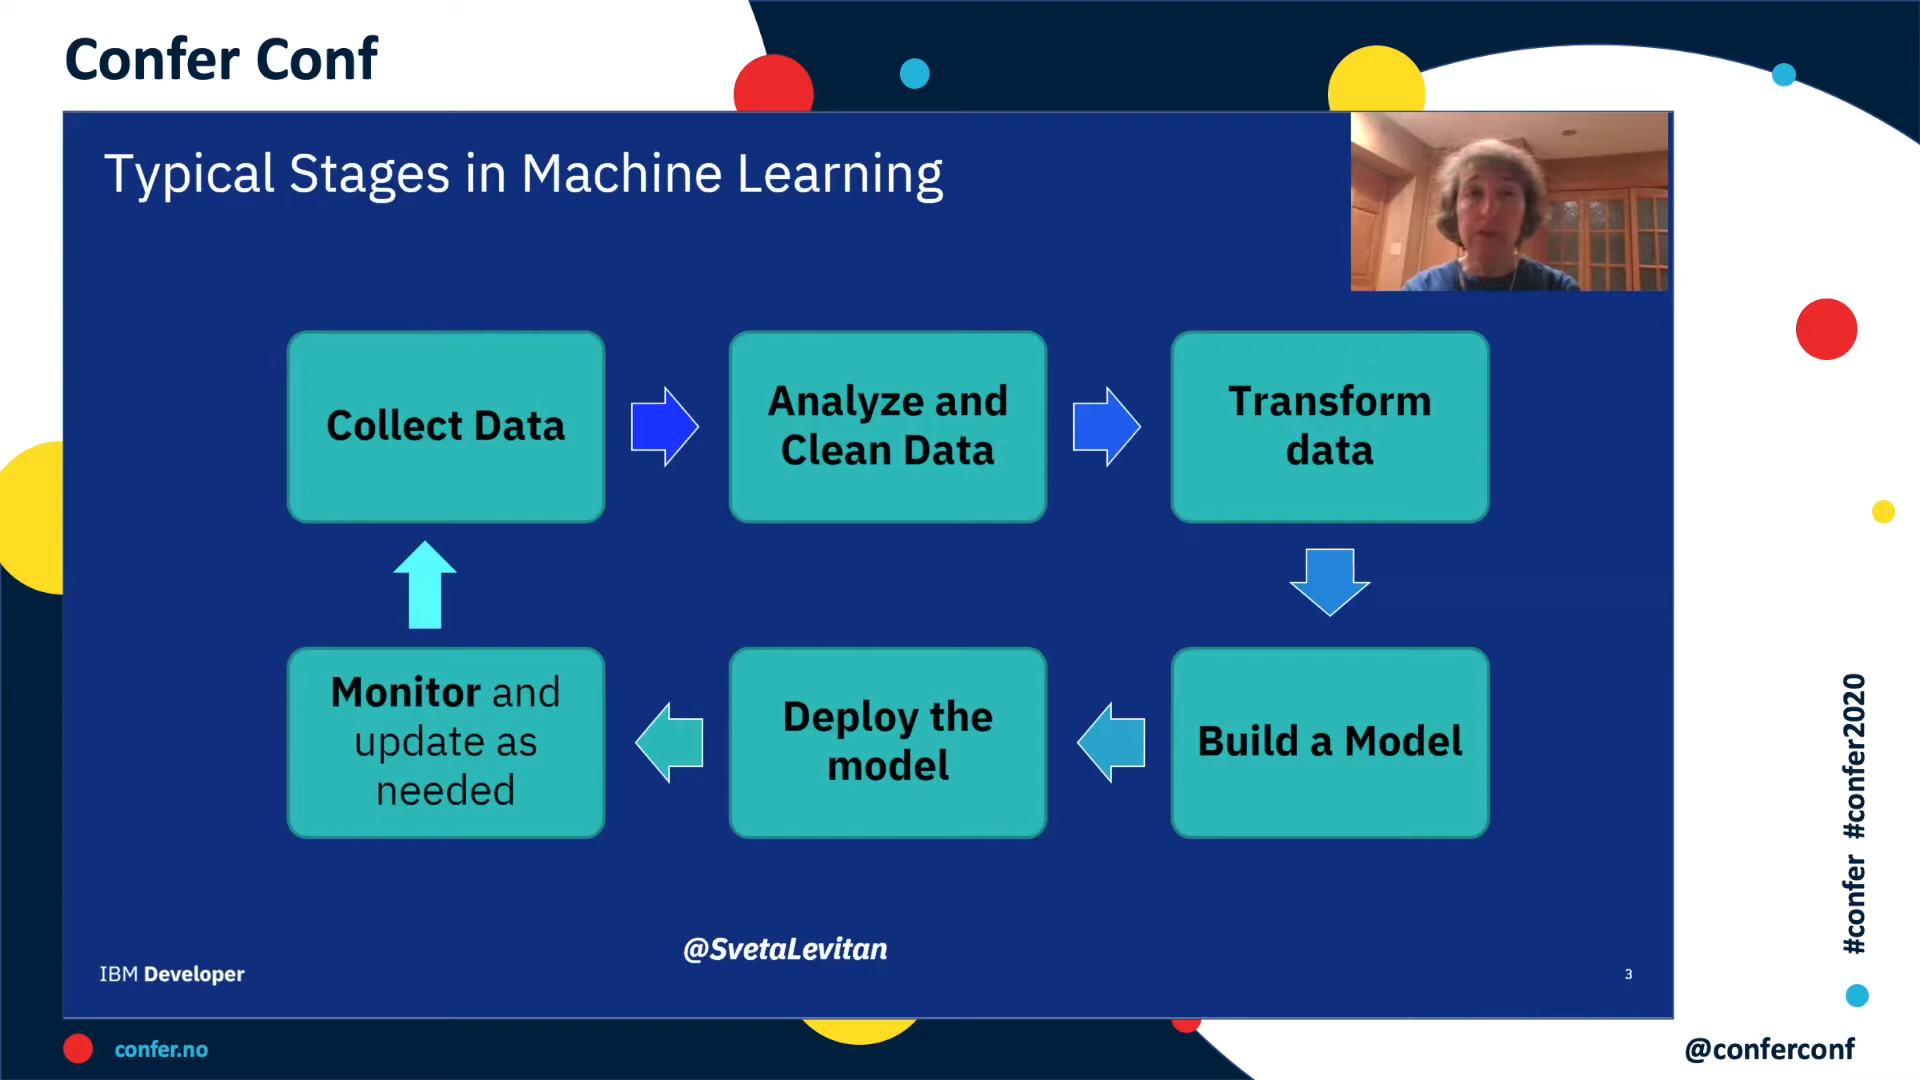 Confer Conf
Typical Stages in Machine Learning
Collect Data
Analyze and
Clean Data
Transform
data
Build a Model
Deploy the
model
Monitor and
update as
needed
@SvetaLevitan
IBM Developer
3
#confer #confer2020
confer.no
@conferconf